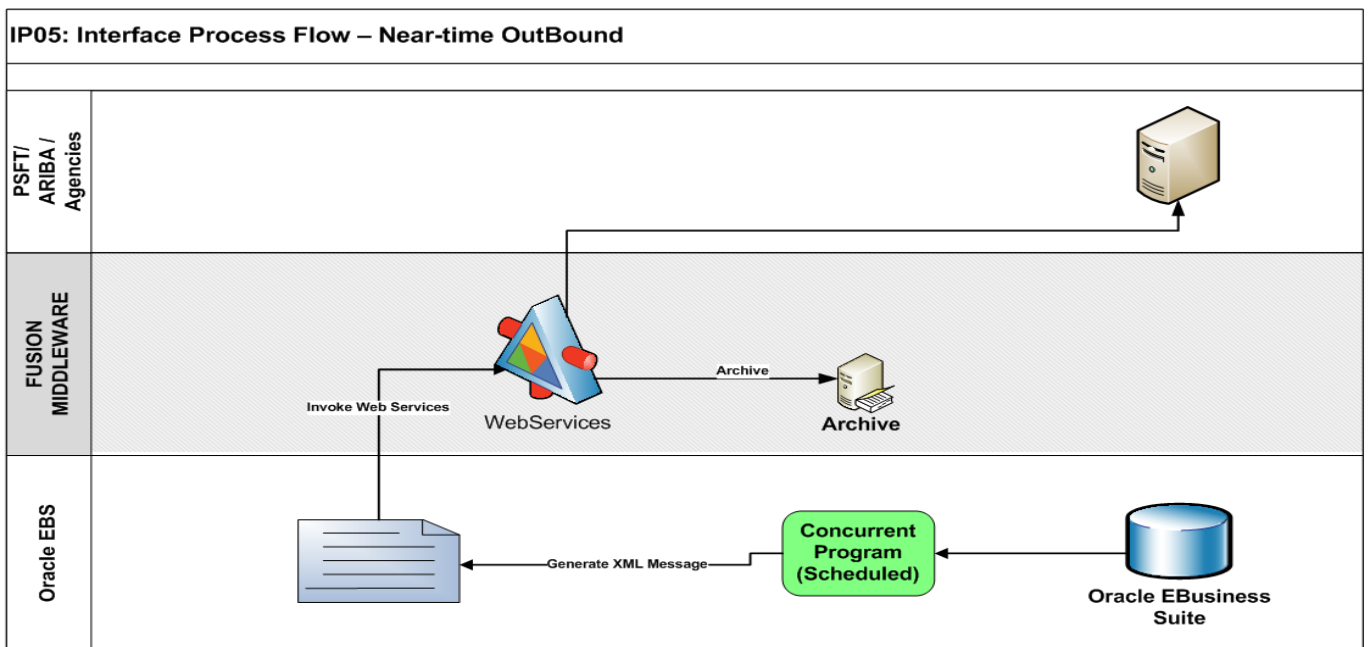 IP05: Interface Process Flow – Near-time OutBound
PSFT/
ARIBA /
Agencies
FUSION
MIDDLEWARE
Invoke Web Services
WebServices
Archive
Archive
Oracle EBS
Generate XML Message
Concurrent
Program
(Scheduled)
Oracle EBusiness
Suite